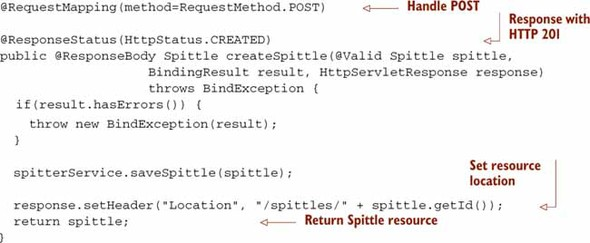 @RequestMapping(method=RequestMethod.POST)
Handle POST
Response with
HTTP 201
@ResponseStatus(HttpStatus.CREATED)
public @ResponseBody Spittle createSpittle(@Valid Spittle spittle,
BindingResult result, HttpServletResponse response)
throws BindException {
if(result.hasErrors()) {
throw new BindException(result);
}
spitterService.saveSpittle(spittle);
Set resource
location
response.setHeader("Location", "/spittles/" + spittle.getId());
return spittle;
Return Spittle resource
}